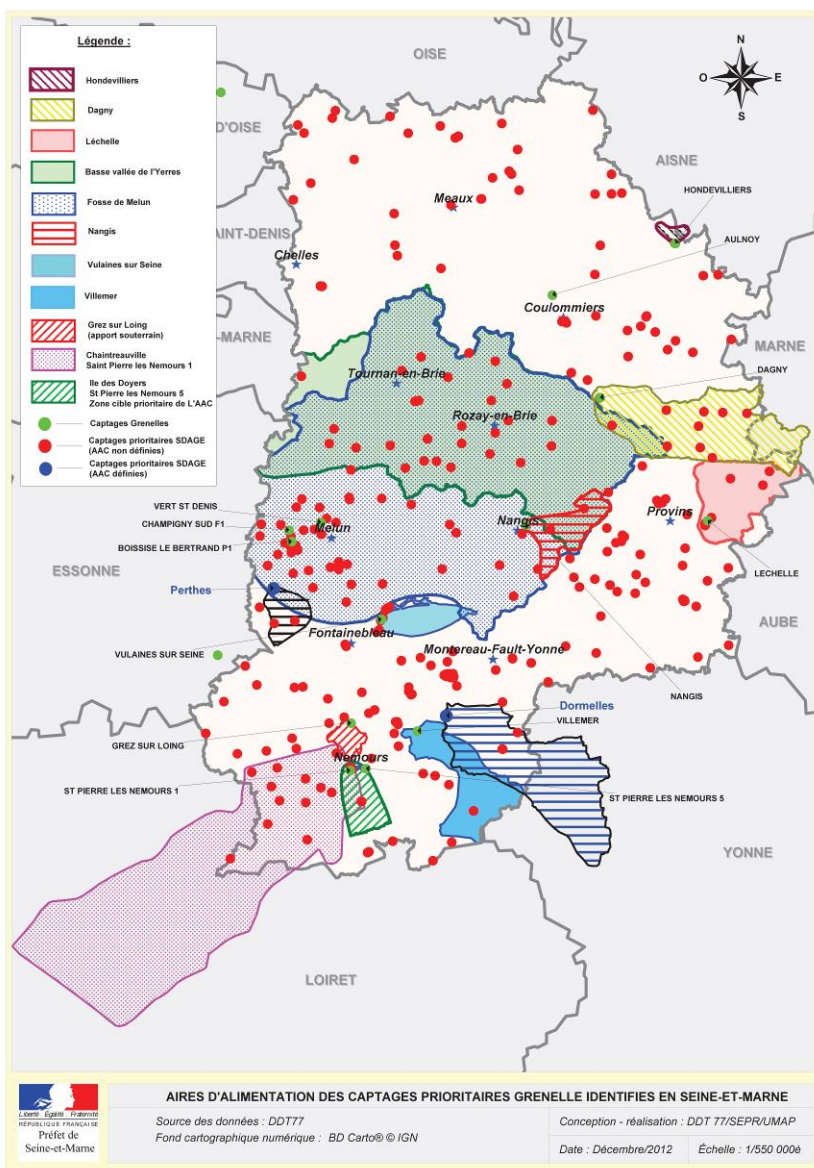 Légende :
Hondevilliers
Dagny
Léchelle
Basse vallée de l'Yerres
Fosse de Melun
Nangis
Vulaines sur Seine
Villemer
Grez sur Loing
(apport souterrain)
Chaintreauville
Saint Pierre les Nemours 1
Ile des Doyers
St Pierre les Nemours 5
Zone cible prioritaire de L'AAC
Captages Grenelles
Captages prioritaires SDAGE
(AAC non définies)
Captages prioritaires SDAGE
(AAC définies)
OISE
N
O
E
S
D'OISE
AISNE
HONDEVILLIERS
Meaux
AINT-DENIS
AULNOY
Chelles
Coulommiers
-MARNE
MARNE
DAGNY
Tournan-en-Brie
Rozay-en-Brie
VERT ST DENIS
CHAMPIGNY SUD F1
Melun
Nangis
Provins
BOISSISE LE BERTRAND P1
LECHELLE
ESSONNE
Perthes
AUBE
VULAINES SUR SEINE
Fontainebleau
Montereau-Fault-Yonne
NANGIS
Dormelles
VILLEMER
GREZ SUR LOING
Nemours
ST PIERRE LES NEMOURS 1
ST PIERRE LES NEMOURS 5
YONNE
LOIRET
Liberté . Égalité . Fraternité
RÉPUBLIQUE FRANÇAISE
Préfet de
Seine-et-Marne
AIRES D'ALIMENTATION DES CAPTAGES PRIORITAIRES GRENELLE IDENTIFIES EN SEINE-ET-MARNE
Source des données : DDT77
Fond cartographique numérique : BD Carto® © IGN
Conception - réalisation : DDT 77/SEPR/UMAP
Date : Décembre/2012
Échelle : 1/550 000è